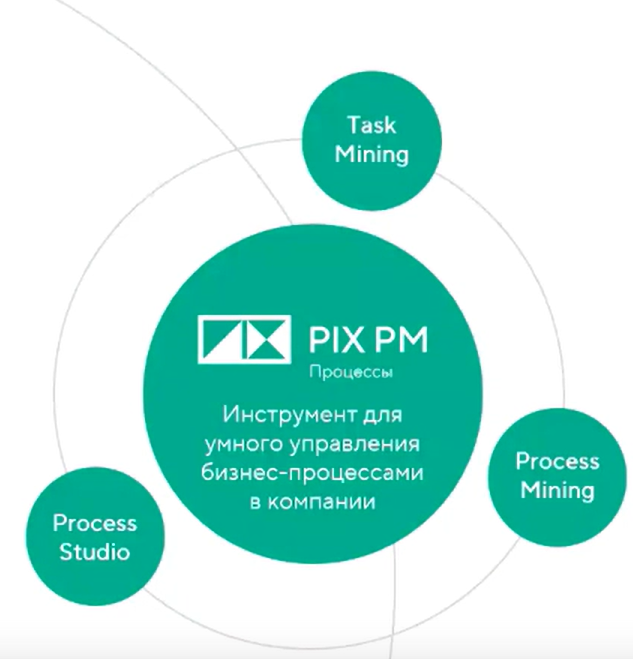 Task
Mining
PIX PM
Процессы
Инструмент для
умного управления
бизнес-процессами
в компании
Process
Mining
Process
Studio